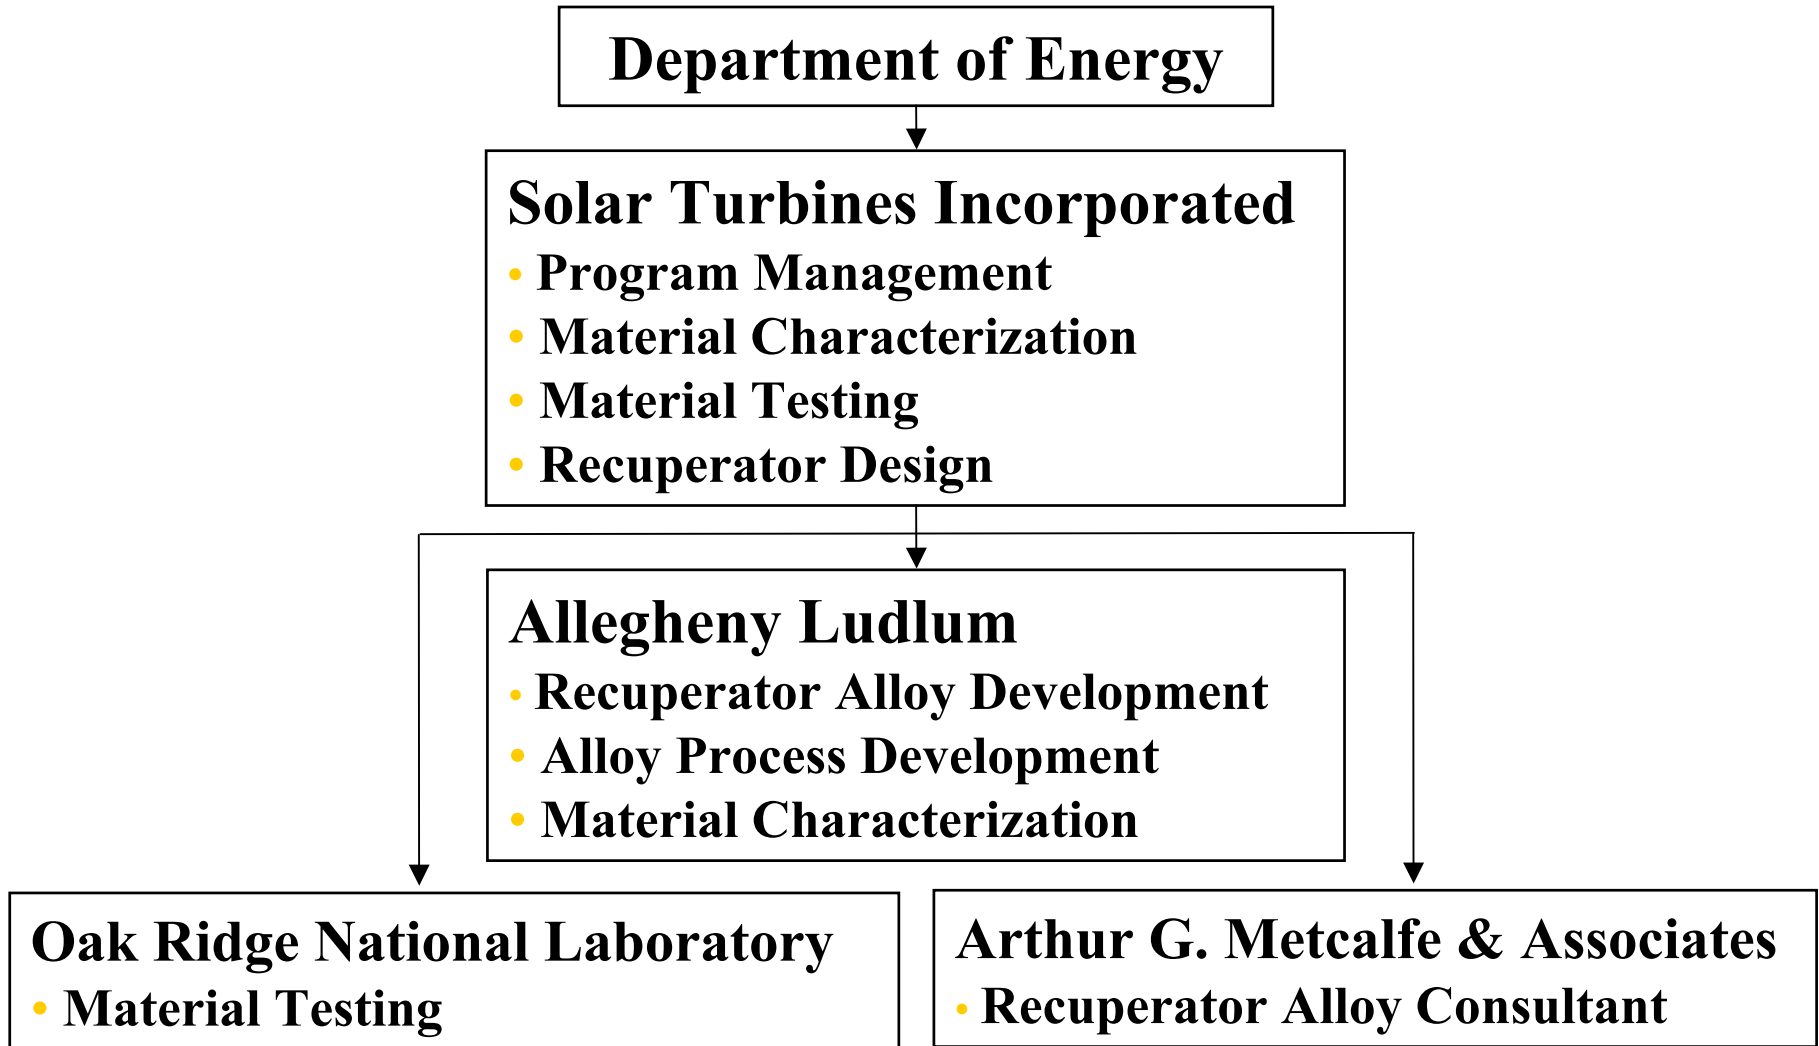 Department of Energy
Solar Turbines Incorporated
• Program Management
• Material Characterization
• Material Testing
• Recuperator Design
Allegheny Ludlum
• Recuperator Alloy Development
• Alloy Process Development
• Material Characterization
Oak Ridge National Laboratory
• Material Testing
Arthur G. Metcalfe & Associates
• Recuperator Alloy Consultant